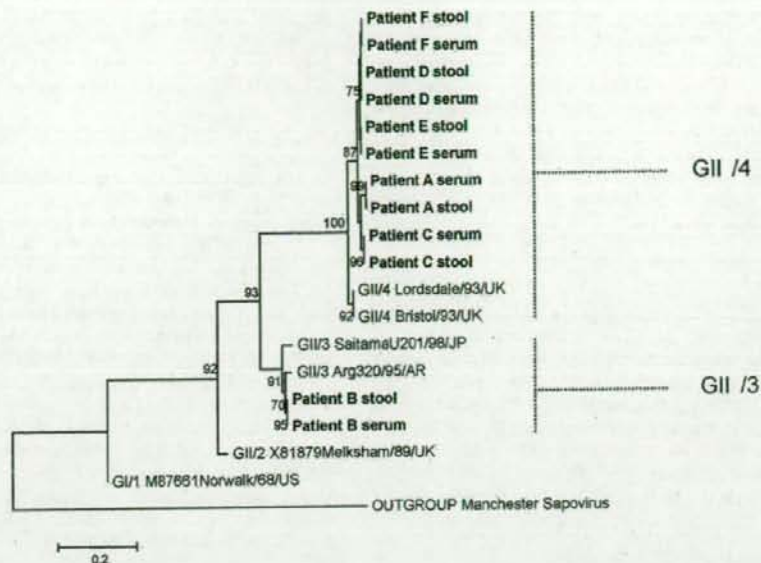 Patient F stool
Patient F serum
Patient D stool
75
Patient D serum
Patient E stool
87
Patient E serum
GII /4
99
Patient A serum
Patient A stool
100
Patient C serum
99
Patient C stool
GII/4 Lordsdale/93/UK
93
92
GII/4 Bristol/93/UK
GII/3 SaitamaU201/98/JP
92
GII/3 Arg320/95/AR
91
GII /3
Patient B stool
70
95
Patient B serum
GII/2 X81879Melksham/89/UK
GI/1 M87661Norwalk/68/US
OUTGROUP Manchester Sapovirus
0.2